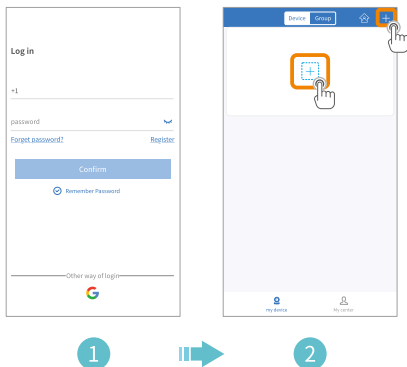 Log in
+1
password
Forget password? Register
Confirm
Remember Password
Other way of login
G
Device Group
my device My center
1 2